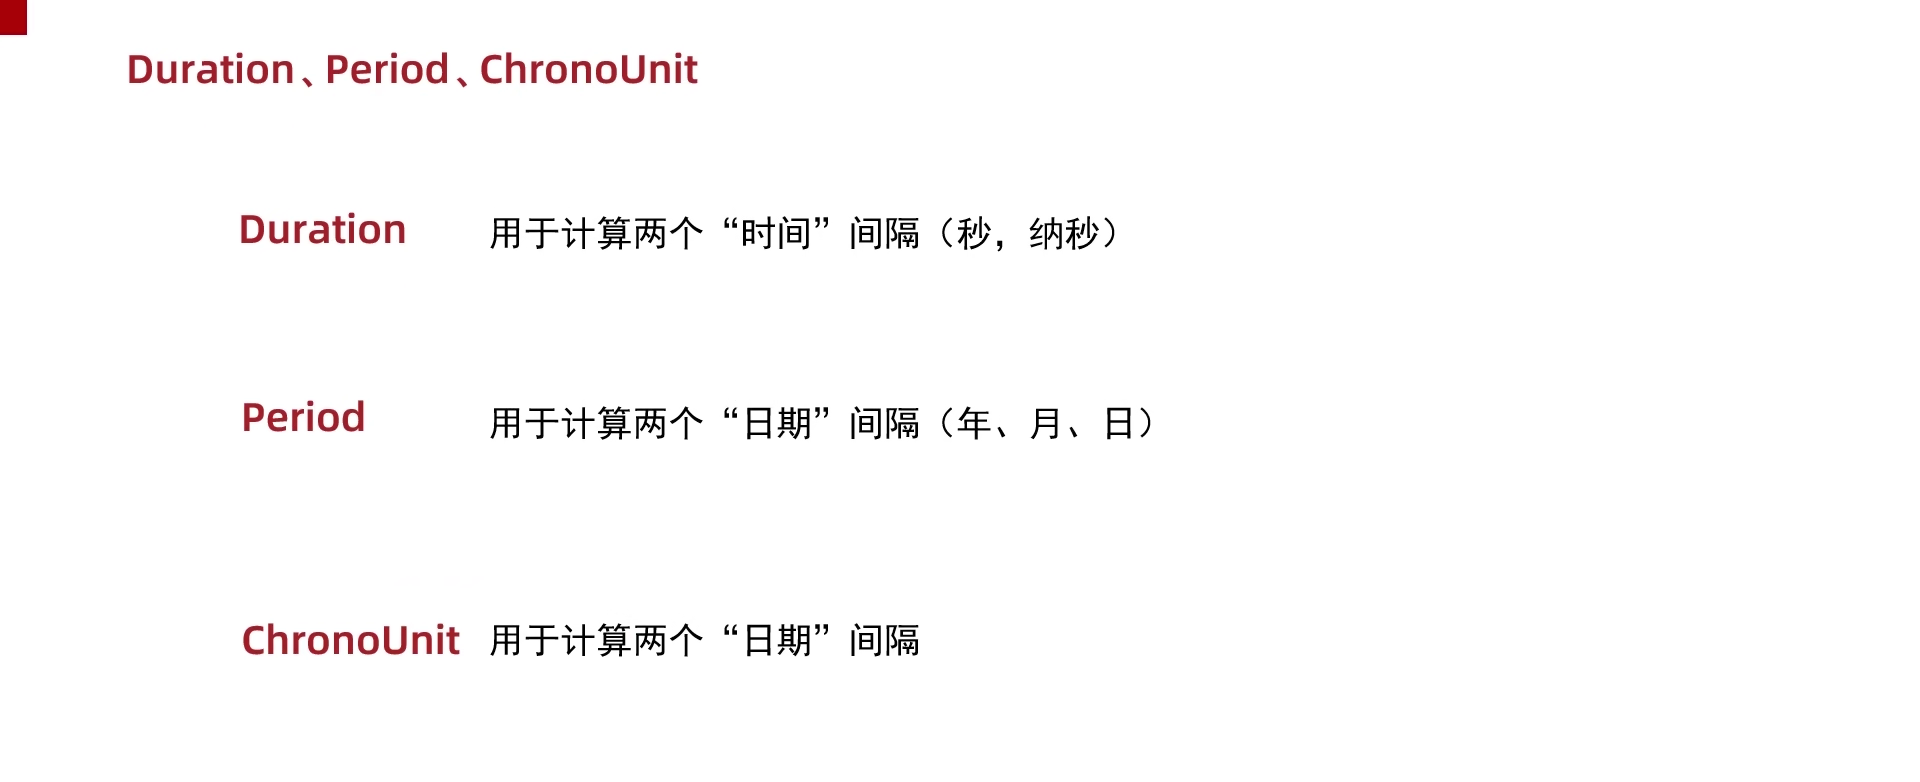 Duration、Period、ChronoUnit
Duration 用于计算两个“时间”间隔（秒，纳秒）
Period 用于计算两个“日期”间隔（年、月、日）
ChronoUnit 用于计算两个“日期”间隔